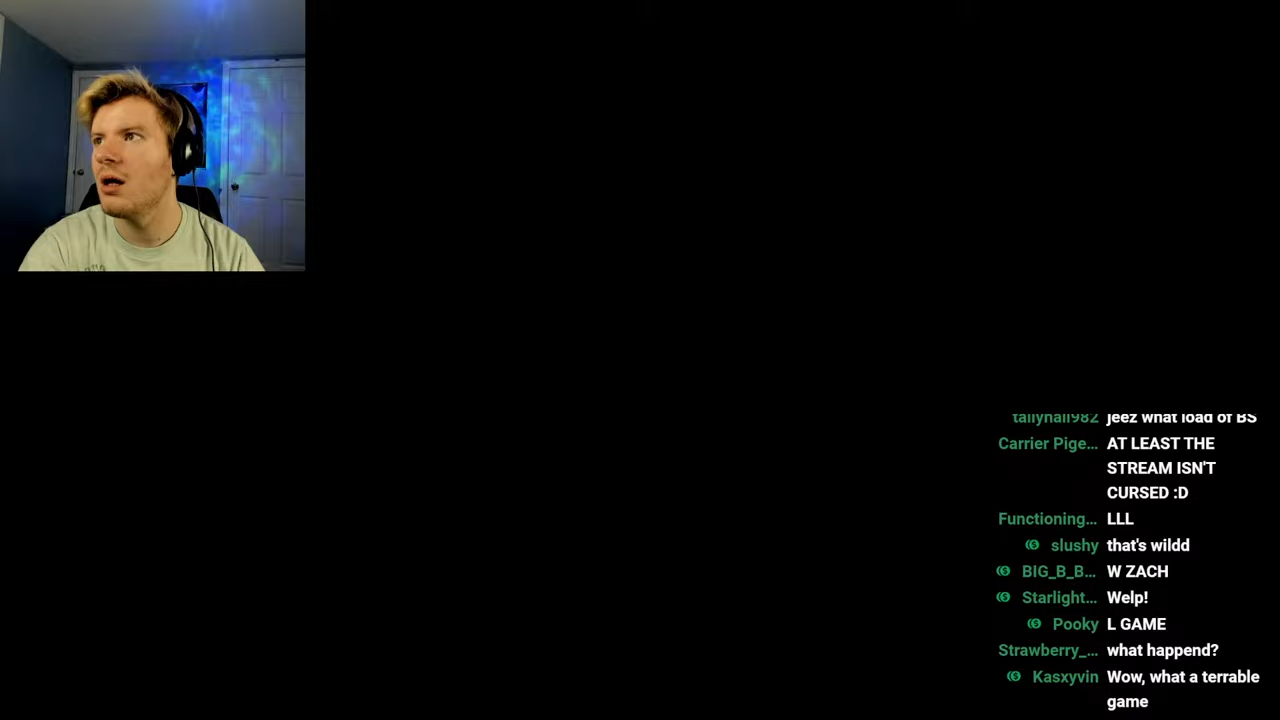 tallyhall982 jeez what load of BS
Carrier Pige... AT LEAST THE
STREAM ISN'T
CURSED :D
Functioning... LLL
slushy that's wildd
BIG_B_B... W ZACH
Starlight... Welp!
Pooky L GAME
Strawberry_... what happend?
Kasxyvin Wow, what a terrable
game